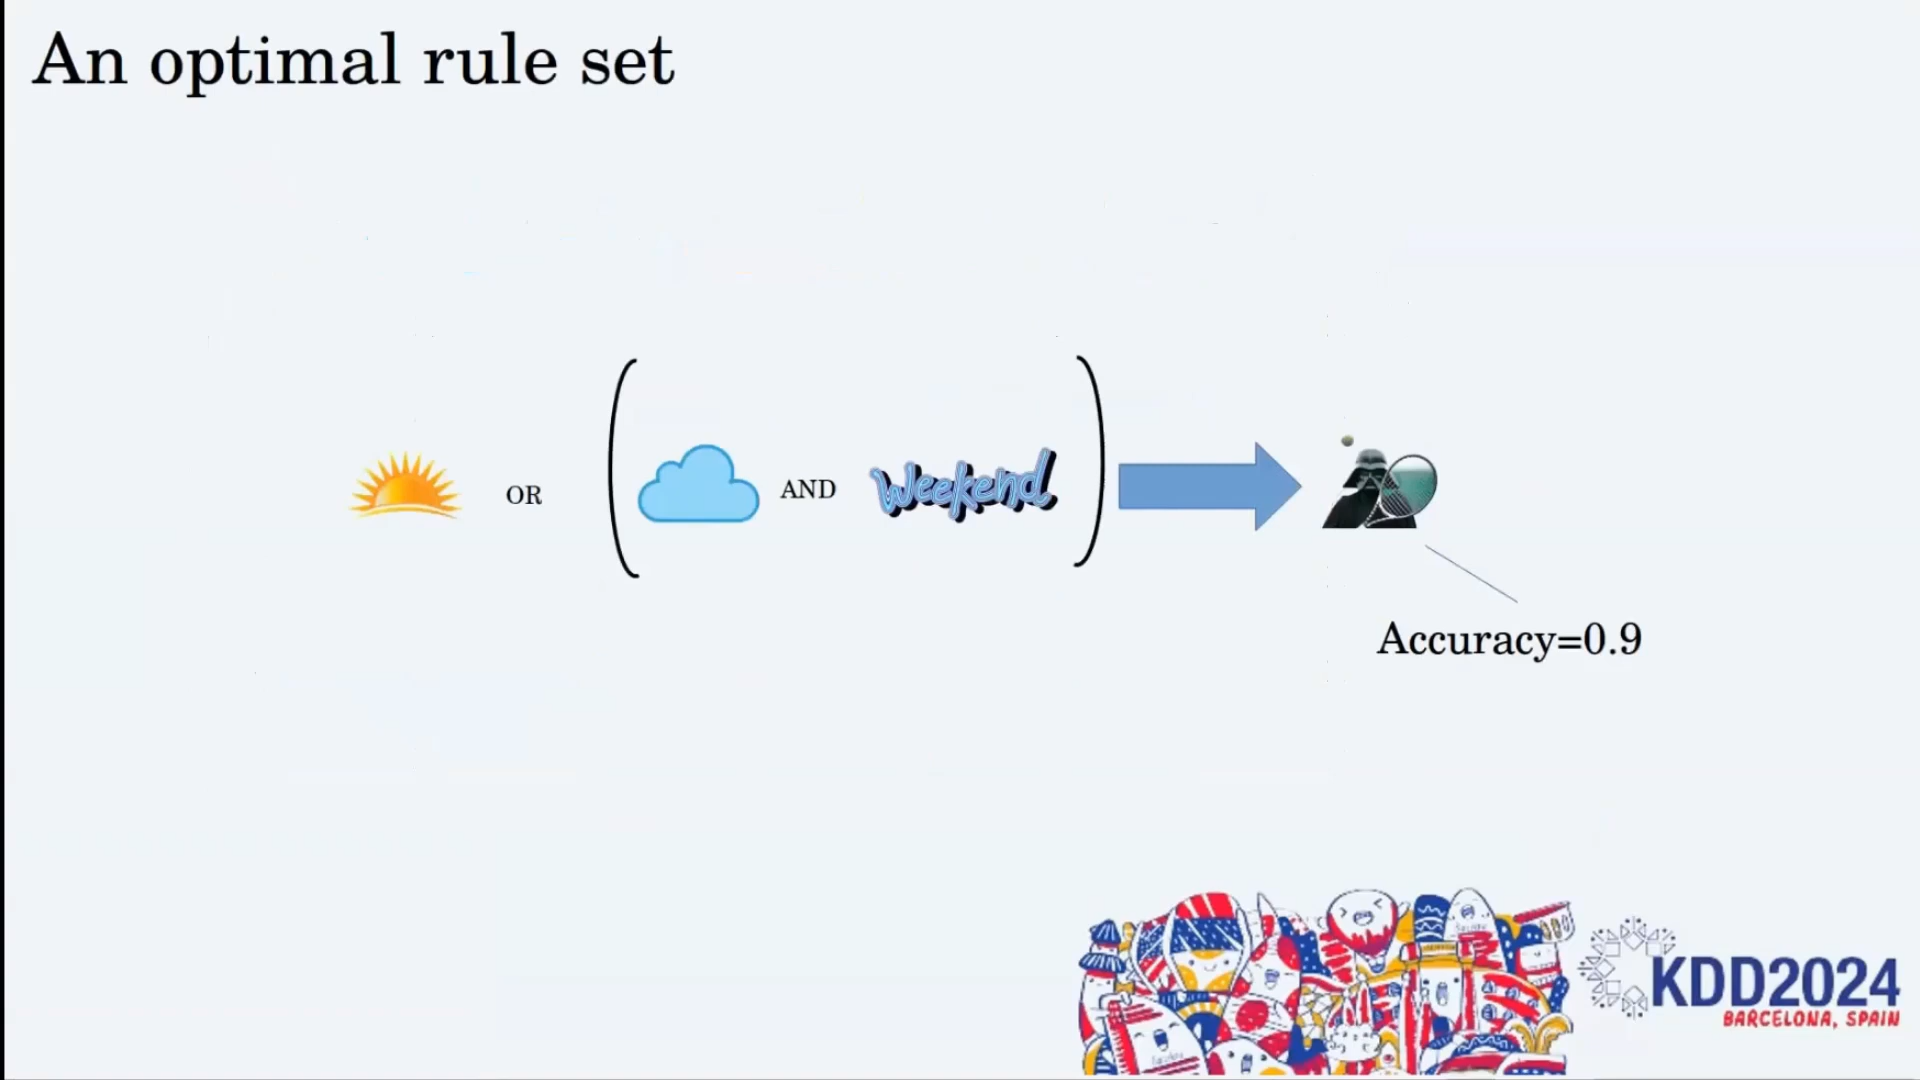 An optimal rule set
OR
AND
Weekend
Accuracy=0.9
KDD2024
BARCELONA, SPAIN